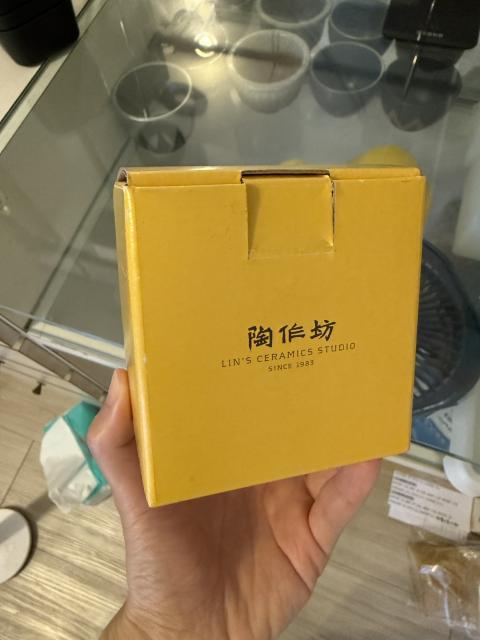 陶作坊
LIN'S CERAMICS STUDIO
SINCE 1983